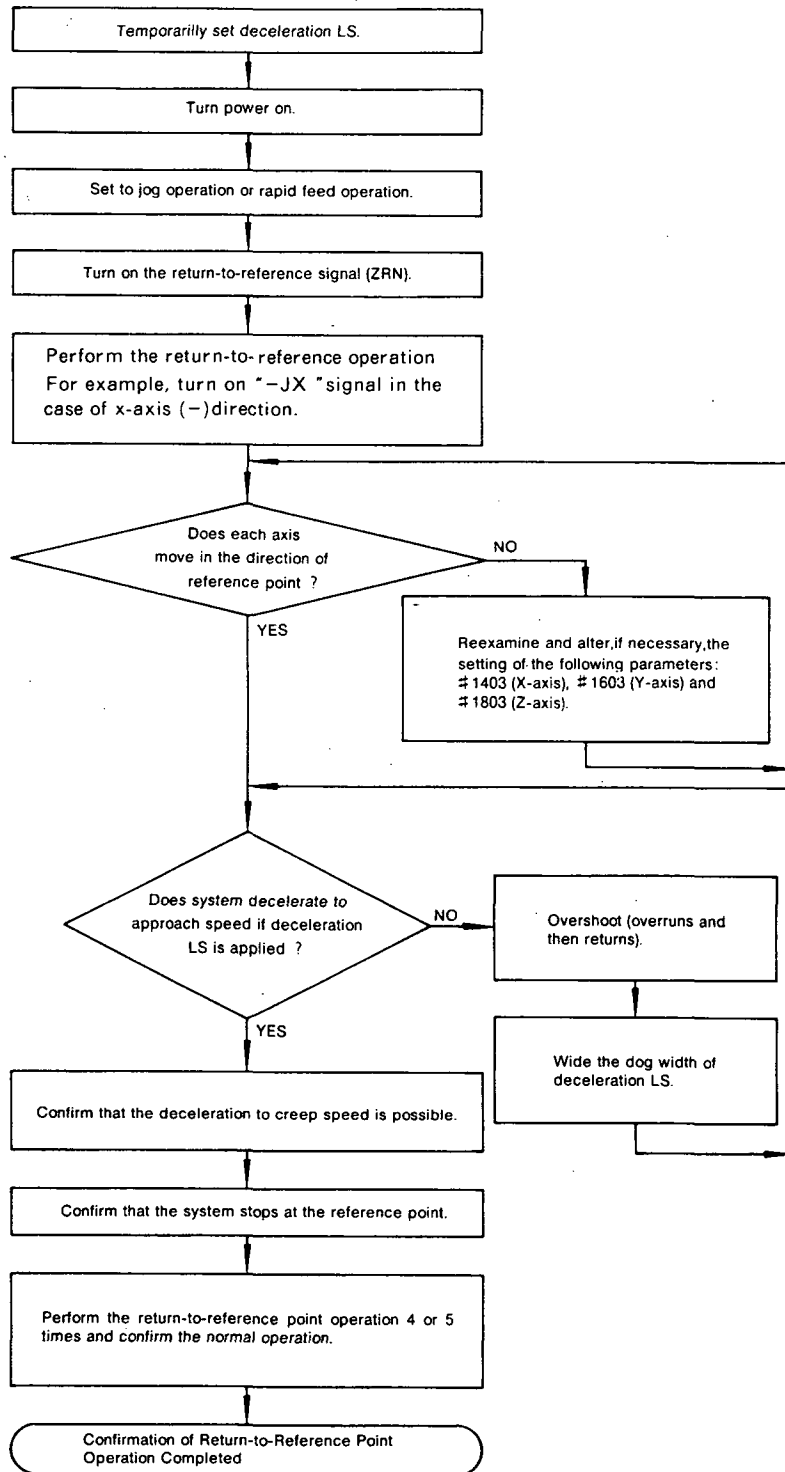 Temporarilly set deceleration LS.
Turn power on.
Set to jog operation or rapid feed operation.
Turn on the return-to-reference signal (ZRN).
Perform the return-to-reference operation
For example, turn on "−JX" signal in the
case of x-axis (−)direction.
Does each axis
move in the direction of
reference point ?
NO
YES
Reexamine and alter,if necessary,the
setting of the following parameters:
#1403 (X-axis), #1603 (Y-axis) and
#1803 (Z-axis).
Does system decelerate to
approach speed if deceleration
LS is applied ?
NO
YES
Overshoot (overruns and
then returns).
Wide the dog width of
deceleration LS.
Confirm that the deceleration to creep speed is possible.
Confirm that the system stops at the reference point.
Perform the return-to-reference point operation 4 or 5
times and confirm the normal operation.
Confirmation of Return-to-Reference Point
Operation Completed